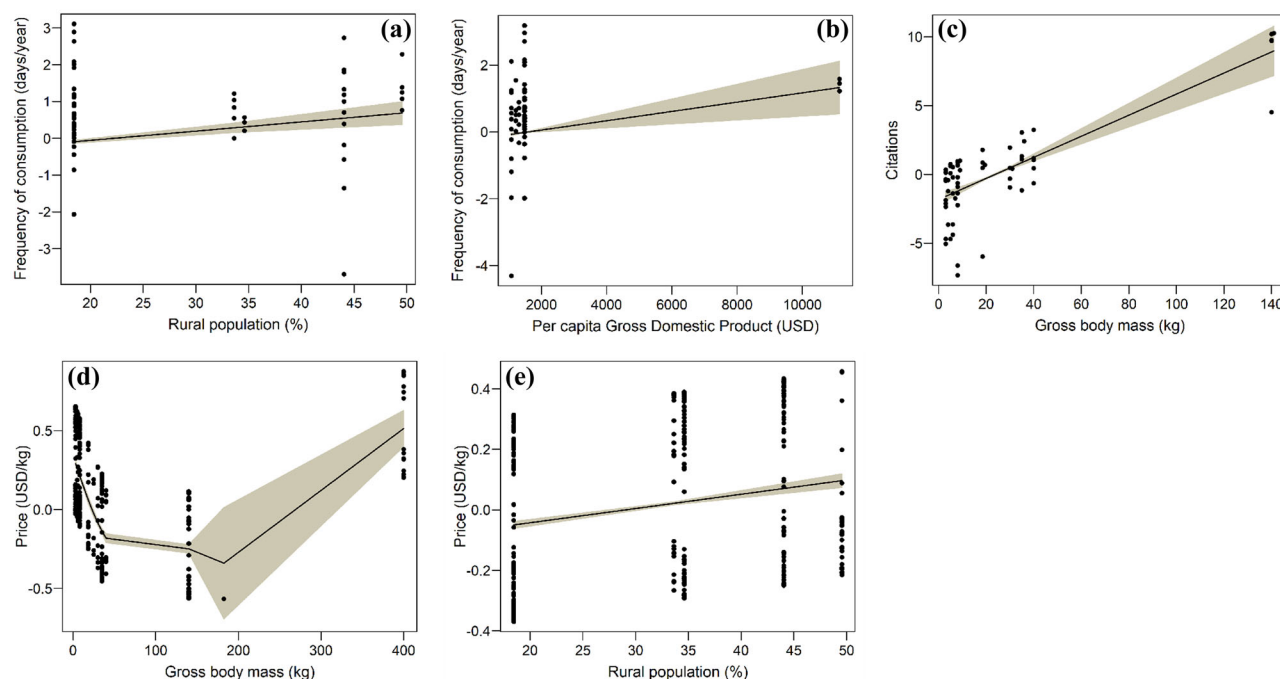 (a)
Frequency of consumption (days/year)
3
2
1
0
-1
-2
-3
20 25 30 35 40 45 50
Rural population (%)
(b)
Frequency of consumption (days/year)
2
0
-2
-4
2000 4000 6000 8000 10000
Per capita Gross Domestic Product (USD)
(c)
Citations
10
5
0
-5
0 20 40 60 80 100 120 140
Gross body mass (kg)
(d)
Price (USD/kg)
0.5
0.0
-0.5
0 100 200 300 400
Gross body mass (kg)
(e)
Price (USD/kg)
0.4
0.2
0.0
-0.2
-0.4
20 25 30 35 40 45 50
Rural population (%)